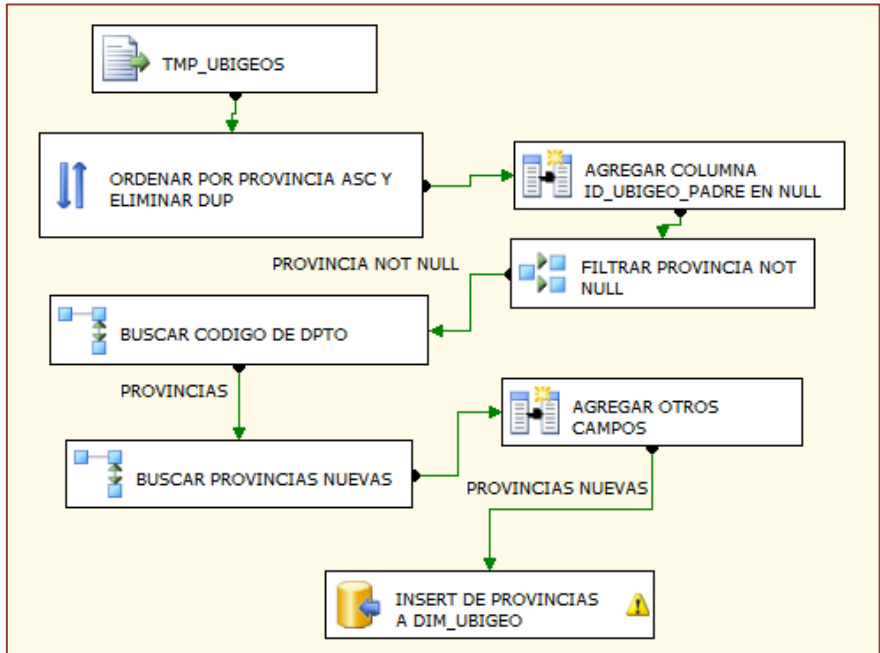 TMP_UBIGEOS
ORDENAR POR PROVINCIA ASC Y
ELIMINAR DUP
AGREGAR COLUMNA
ID_UBIGEO_PADRE EN NULL
PROVINCIA NOT NULL
FILTRAR PROVINCIA NOT
NULL
BUSCAR CODIGO DE DPTO
PROVINCIAS
BUSCAR PROVINCIAS NUEVAS
AGREGAR OTROS
CAMPOS
PROVINCIAS NUEVAS
INSERT DE PROVINCIAS
A DIM_UBIGEO